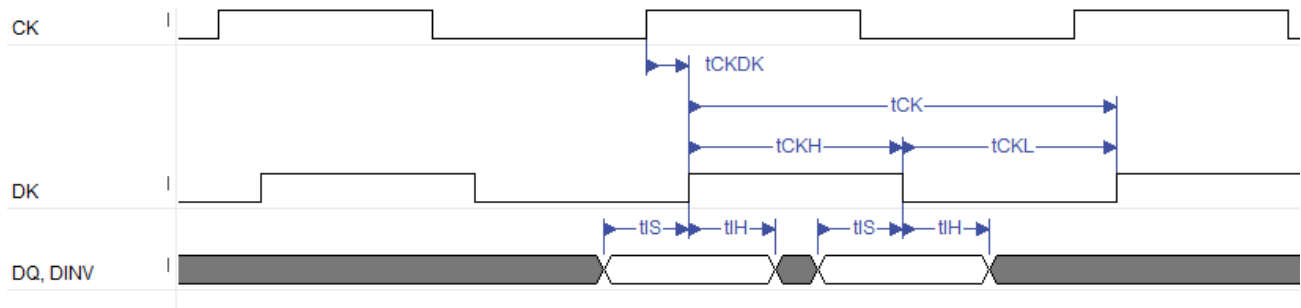 CK
tCKDK
tCK
tCKH tCKL
DK
tIS tIH tIS tIH
DQ, DINV